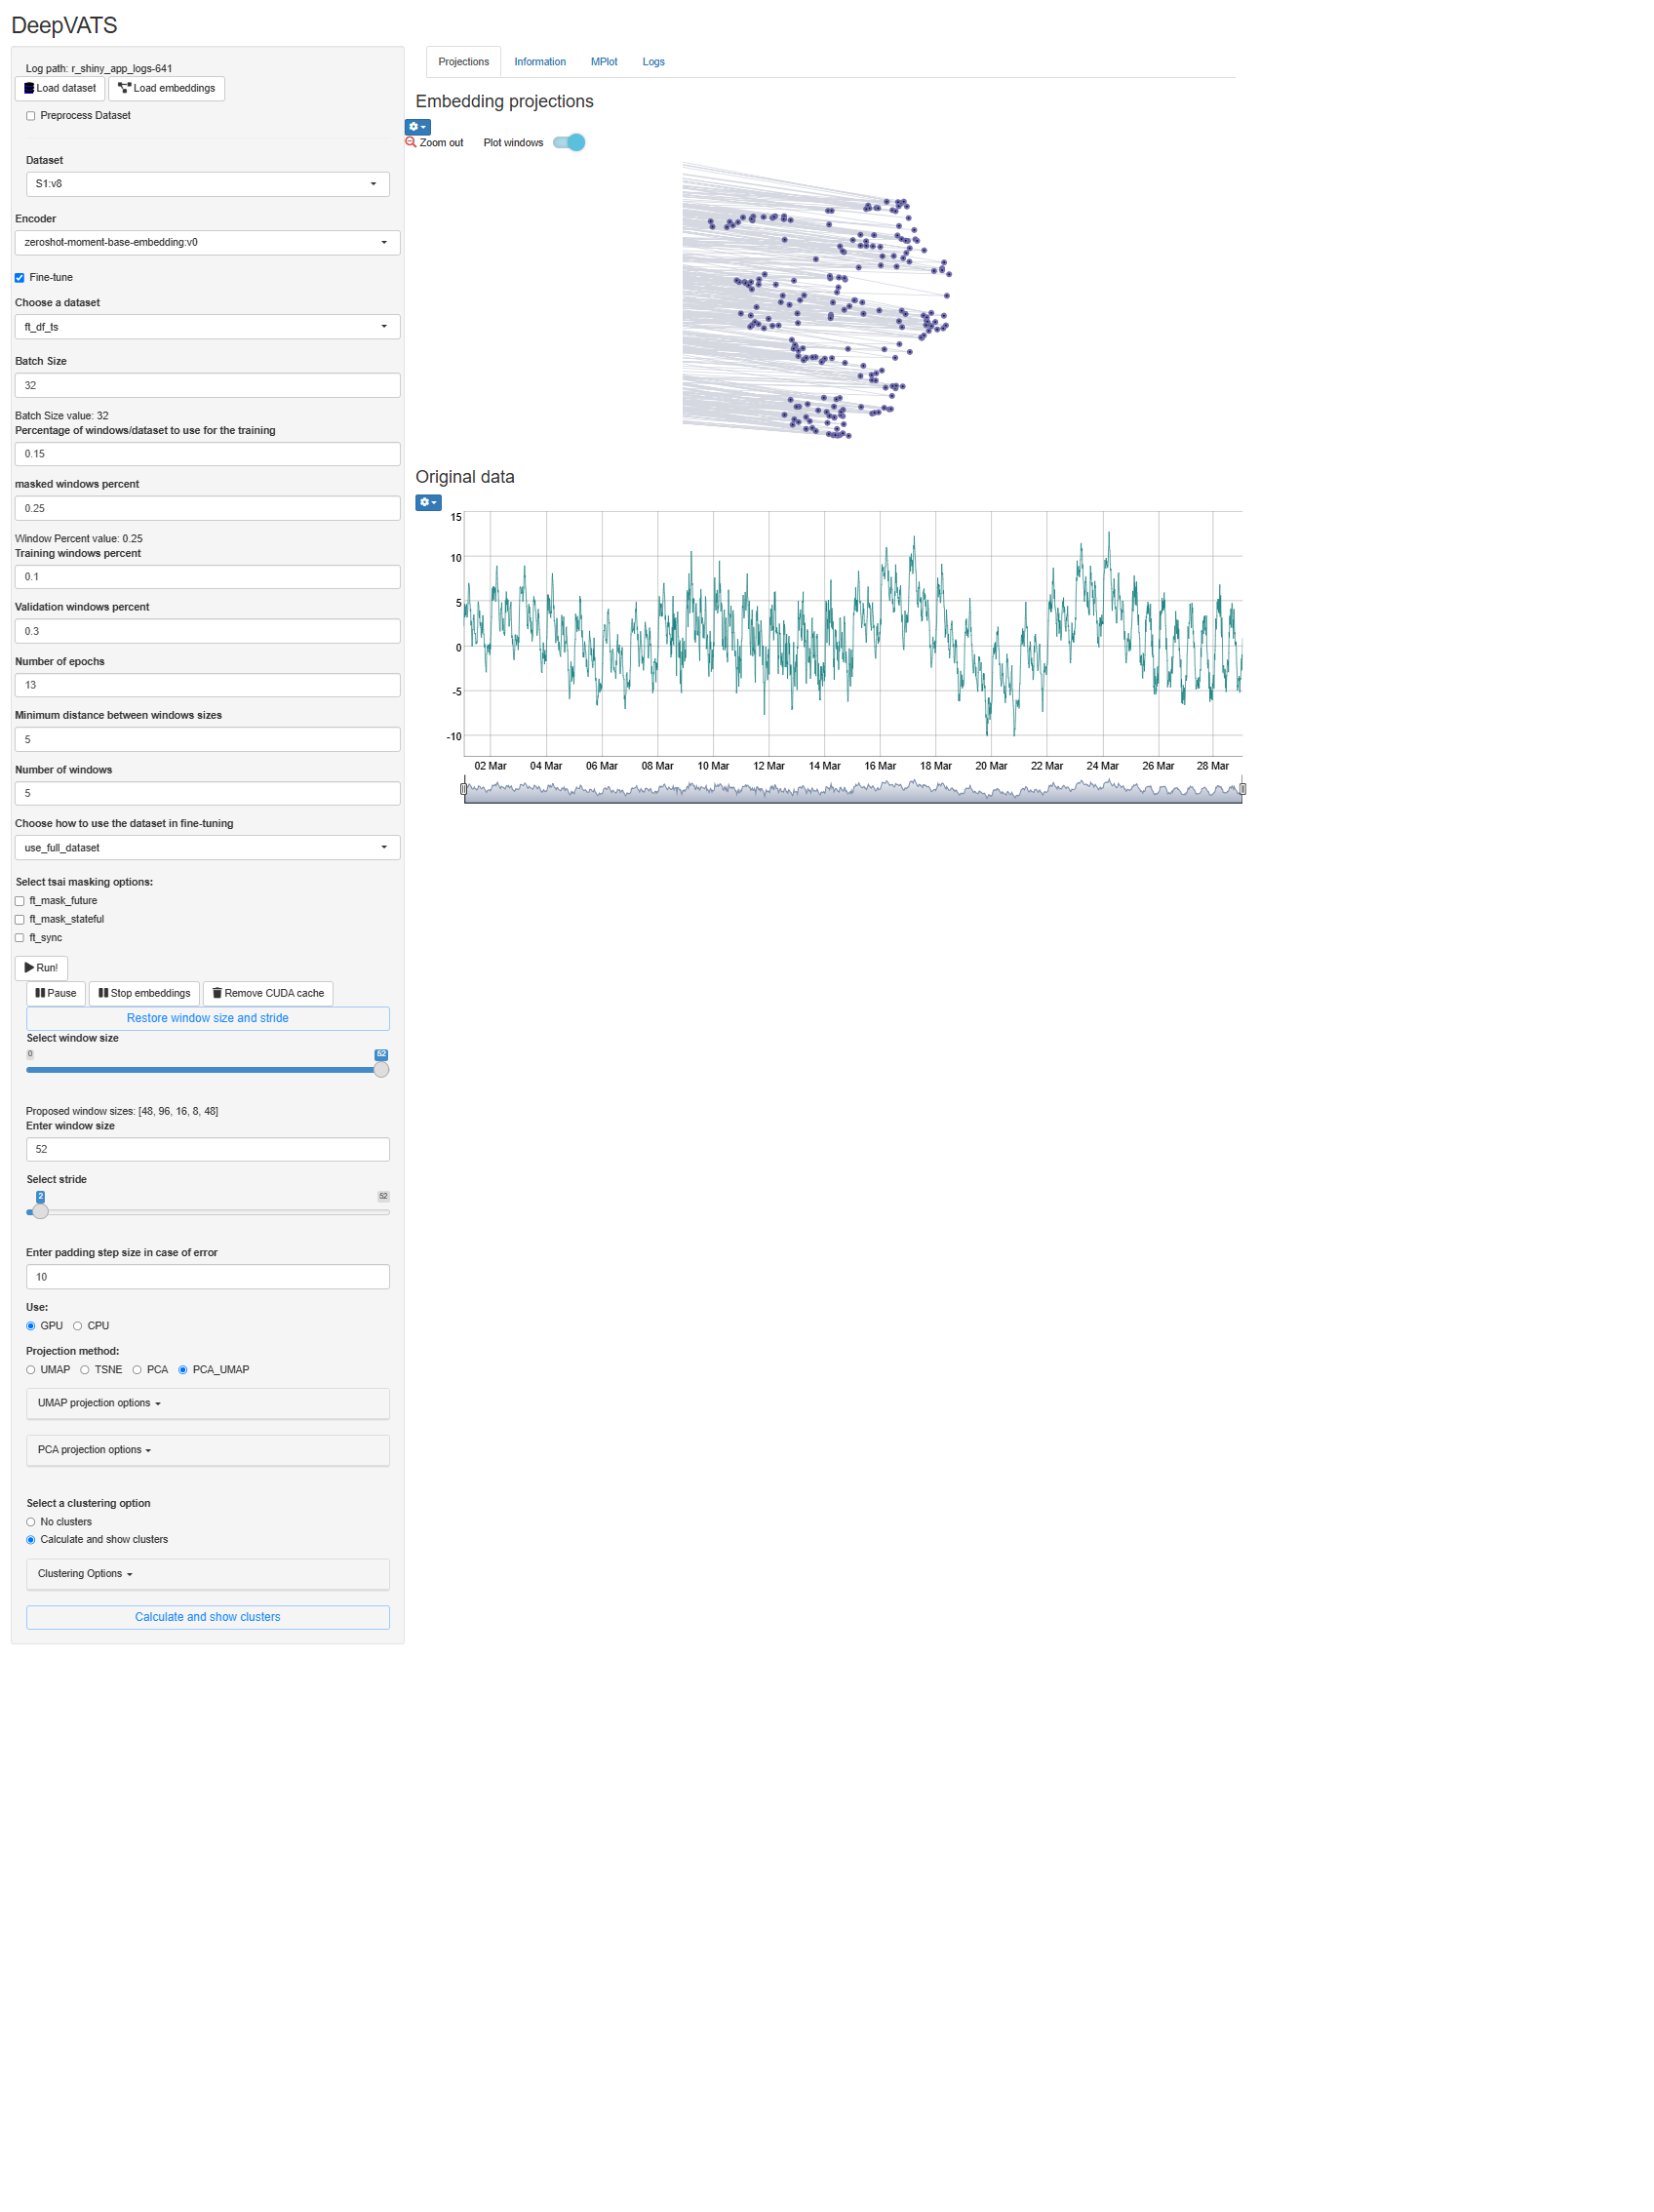 DeepVATS
Log path: r_shiny_app_logs-641
Load dataset
Load embeddings
Preprocess Dataset
Dataset
S1:v8
Encoder
zeroshot-moment-base-embedding:v0
Fine-tune
Choose a dataset
ft_df_ts
Batch Size
32
Batch Size value: 32
Percentage of windows/dataset to use for the training
0.15
masked windows percent
0.25
Window Percent value: 0.25
Training windows percent
0.1
Validation windows percent
0.3
Number of epochs
13
Minimum distance between windows sizes
5
Number of windows
5
Choose how to use the dataset in fine-tuning
use_full_dataset
Select tsai masking options:
ft_mask_future
ft_mask_stateful
ft_sync
Run!
Pause
Stop embeddings
Remove CUDA cache
Restore window size and stride
Select window size
0
52
Proposed window sizes: [48, 96, 16, 8, 48]
Enter window size
52
Select stride
2
52
Enter padding step size in case of error
10
Use:
GPU CPU
Projection method:
UMAP TSNE PCA PCA_UMAP
UMAP projection options
PCA projection options
Select a clustering option
No clusters
Calculate and show clusters
Clustering Options
Calculate and show clusters
Projections Information MPlot Logs
Embedding projections
Zoom out Plot windows
Original data
15
10
5
0
-5
-10
02 Mar 04 Mar 06 Mar 08 Mar 10 Mar 12 Mar 14 Mar 16 Mar 18 Mar 20 Mar 22 Mar 24 Mar 26 Mar 28 Mar